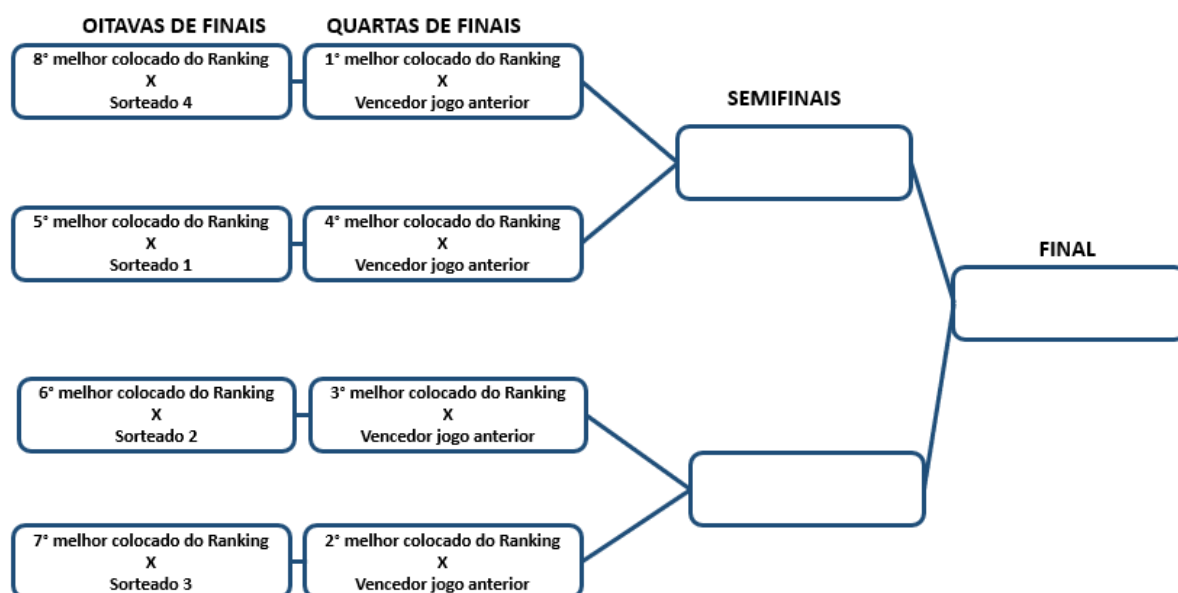 OITAVAS DE FINAIS
QUARTAS DE FINAIS
8° melhor colocado do Ranking
X
Sorteado 4
1° melhor colocado do Ranking
X
Vencedor jogo anterior
SEMIFINAIS
5° melhor colocado do Ranking
X
Sorteado 1
4° melhor colocado do Ranking
X
Vencedor jogo anterior
FINAL
6° melhor colocado do Ranking
X
Sorteado 2
3° melhor colocado do Ranking
X
Vencedor jogo anterior
7° melhor colocado do Ranking
X
Sorteado 3
2° melhor colocado do Ranking
X
Vencedor jogo anterior